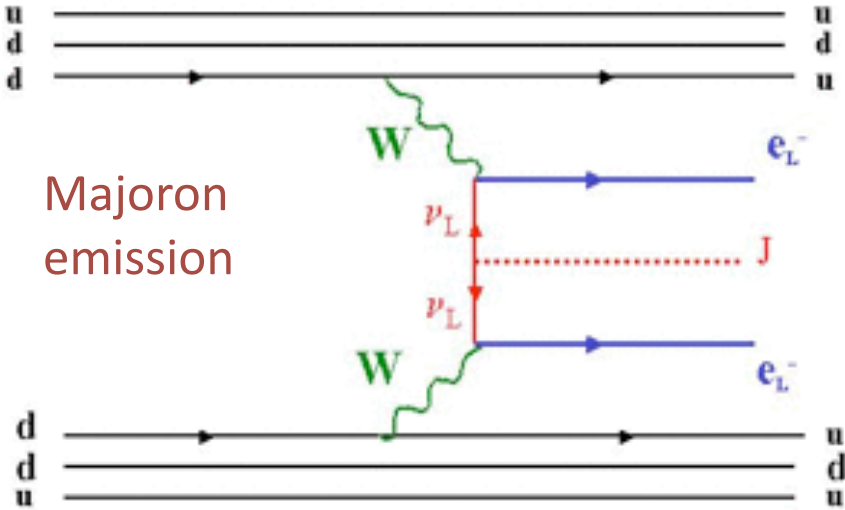 u u
d d
d u
W
e_L^-
Majoron
ν_L
J
emission
ν_L
W
e_L^-
d u
d d
u u